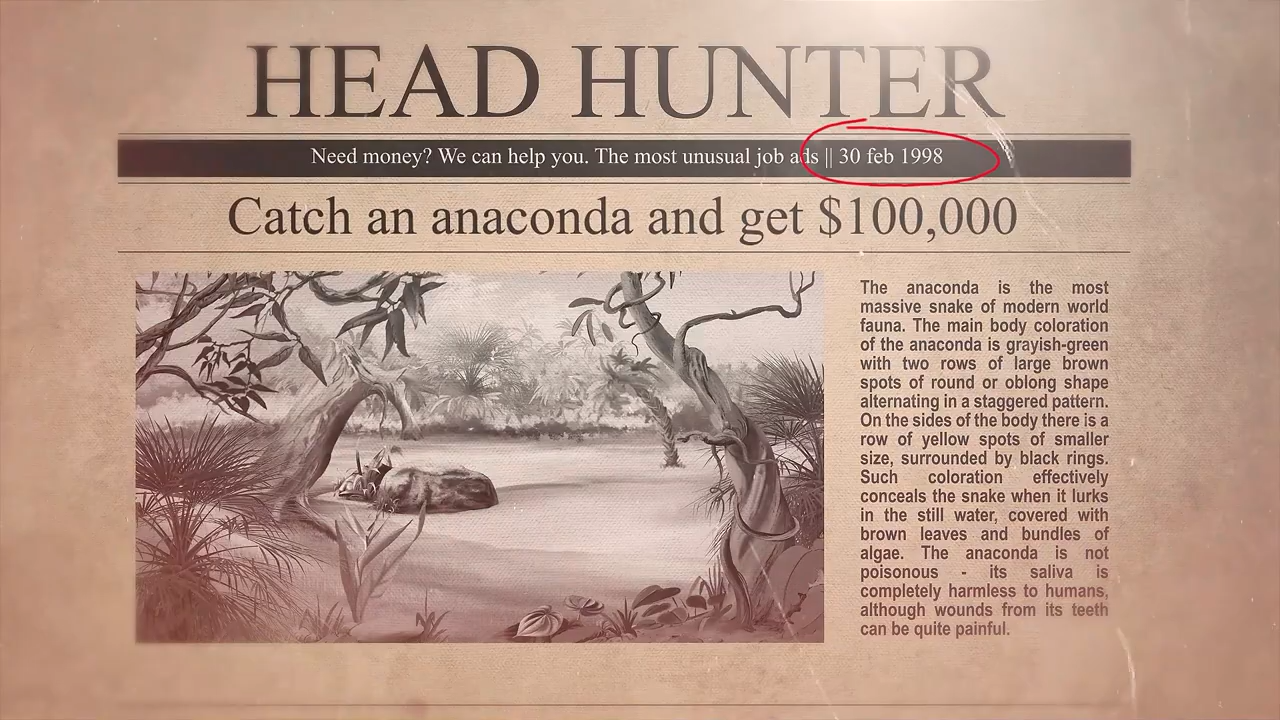 HEAD HUNTER
Need money? We can help you. The most unusual job ads || 30 feb 1998
Catch an anaconda and get $100,000
The anaconda is the most
massive snake of modern world
fauna. The main body coloration
of the anaconda is grayish-green
with two rows of large brown
spots of round or oblong shape
alternating in a staggered pattern.
On the sides of the body there is a
row of yellow spots of smaller
size, surrounded by black rings.
Such coloration effectively
conceals the snake when it lurks
in the still water, covered with
brown leaves and bundles of
algae. The anaconda is not
poisonous - its saliva is
completely harmless to humans,
although wounds from its teeth
can be quite painful.